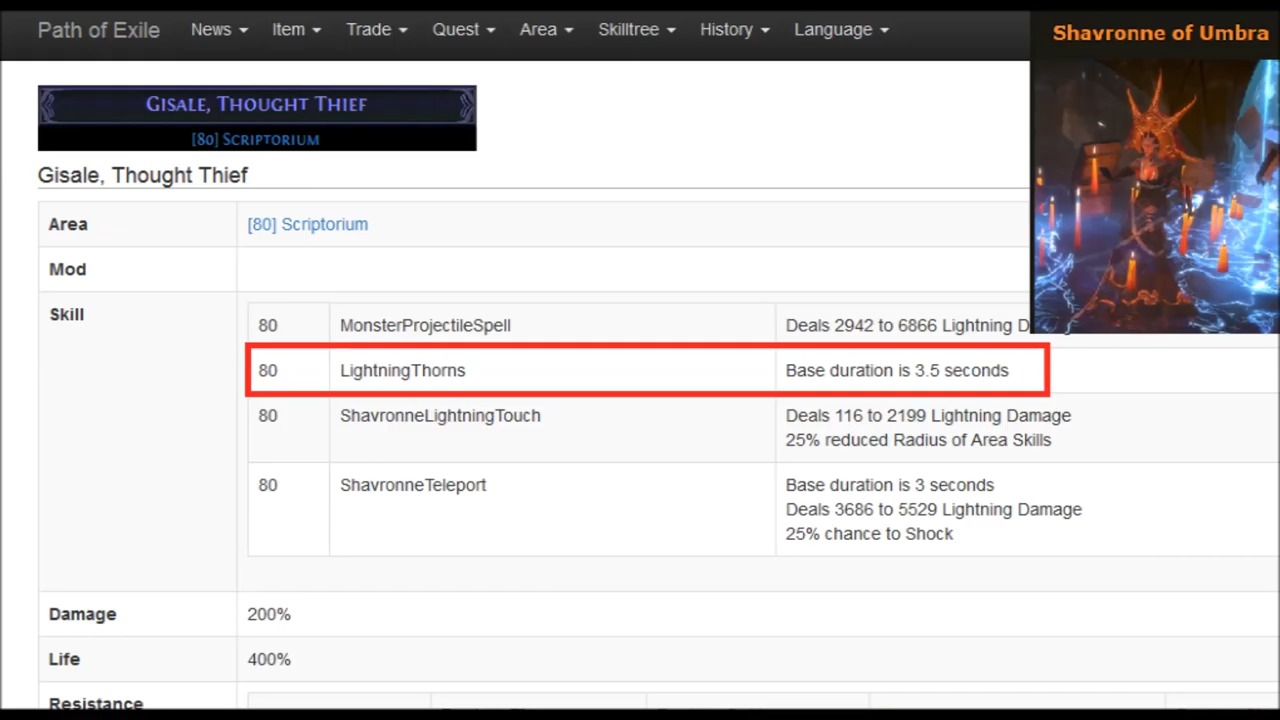 Path of Exile News Item Trade Quest Area Skilltree History Language
Shavronne of Umbra
GISALE, THOUGHT THIEF
[80] SCRIPTORIUM
Gisale, Thought Thief
Area [80] Scriptorium
Mod
Skill
80 MonsterProjectileSpell Deals 2942 to 6866 Lightning
80 LightningThorns Base duration is 3.5 seconds
80 ShavronneLightningTouch Deals 116 to 2199 Lightning Damage
25% reduced Radius of Area Skills
80 ShavronneTeleport Base duration is 3 seconds
Deals 3686 to 5529 Lightning Damage
25% chance to Shock
Damage 200%
Life 400%
Resistance